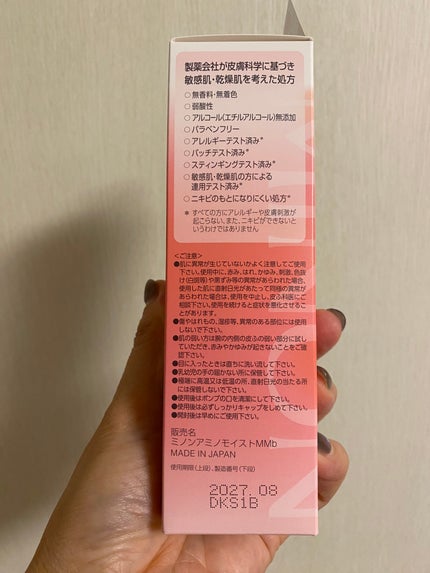 製薬会社が皮膚科学に基づき
敏感肌・乾燥肌を考えた処方
○無香料・無着色
○弱酸性
○アルコール(エチルアルコール)無添加
○パラベンフリー
○アレルギーテスト済み*
○パッチテスト済み*
○スティンギングテスト済み*
○敏感肌・乾燥肌の方による
連用テスト済み*
○ニキビのもとになりにくい処方*
*すべての方にアレルギーや皮膚刺激が
起こらない、また、ニキビができないと
いうわけではありません
<ご注意>
●肌に異常が生じていないかよく注意してご使用
下さい。使用中に、赤み、はれ、かゆみ、刺激、色抜
け(白斑等)や黒ずみ等の異常があらわれた場合、
使用した肌に直射日光があたって同様の異常が
あらわれた場合は、使用を中止し、皮ふ科医にご
相談下さい。使用を続けると症状を悪化させるこ
とがあります。
●傷やはれもの、湿疹等、異常のある部位には使用
しないで下さい。
●肌の弱い方は腕の内側の皮ふの弱い部分に試し
ていただき、赤みやかゆみが起きないことをご確
認下さい。
●目に入ったときは直ちに洗い流して下さい。
●乳幼児の手の届かない所に保管して下さい。
●極端に高温又は低温の所、直射日光の当たる所
には保管しないで下さい。
●使用後はポンプの口を清潔にして下さい。
●使用後は必ずしっかりキャップをしめて下さい。
●開封後は早めにご使用下さい。
販売名
ミノンアミノモイストMMb
MADE IN JAPAN
使用期限(上段)、製造番号(下段)
2027.08
DKS1B
MINON